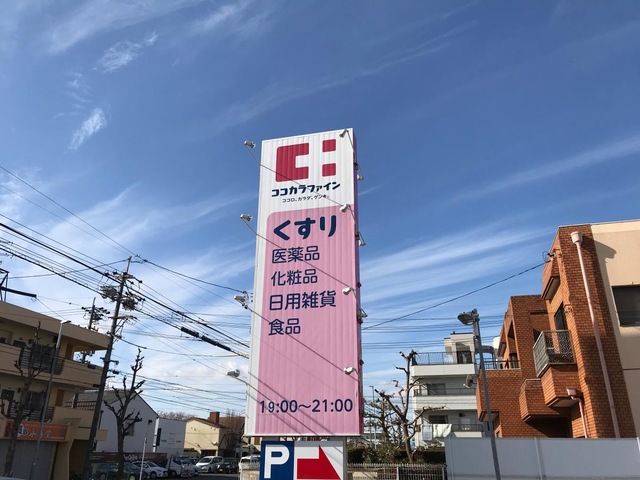 ココカラファイン
ココロ、カラダ、ゲンキ。
くすり
医薬品
化粧品
日用雑貨
食品
19:00〜21:00
P